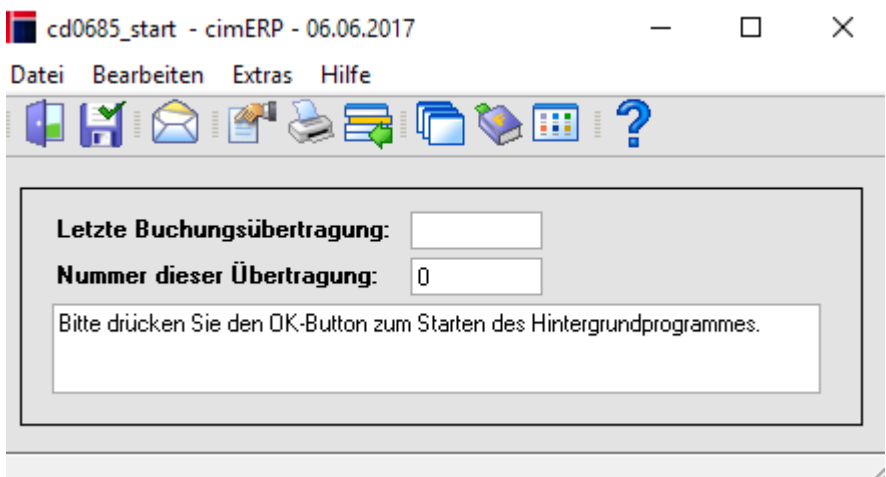 cd0685_start - cimERP - 06.06.2017
Datei Bearbeiten Extras Hilfe
Letzte Buchungsübertragung:
Nummer dieser Übertragung: 0
Bitte drücken Sie den OK-Button zum Starten des Hintergrundprogrammes.